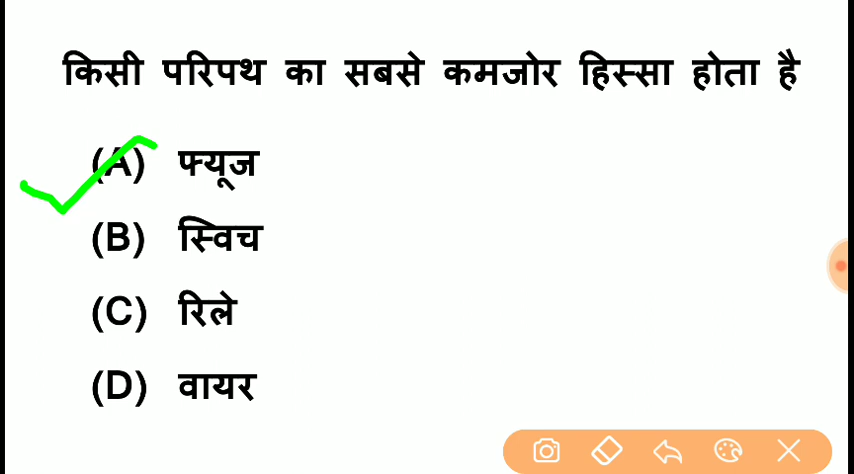 किसी परिपथ का सबसे कमजोर हिस्सा होता है
(A) फ्यूज
(B) स्विच
(C) रिले
(D) वायर